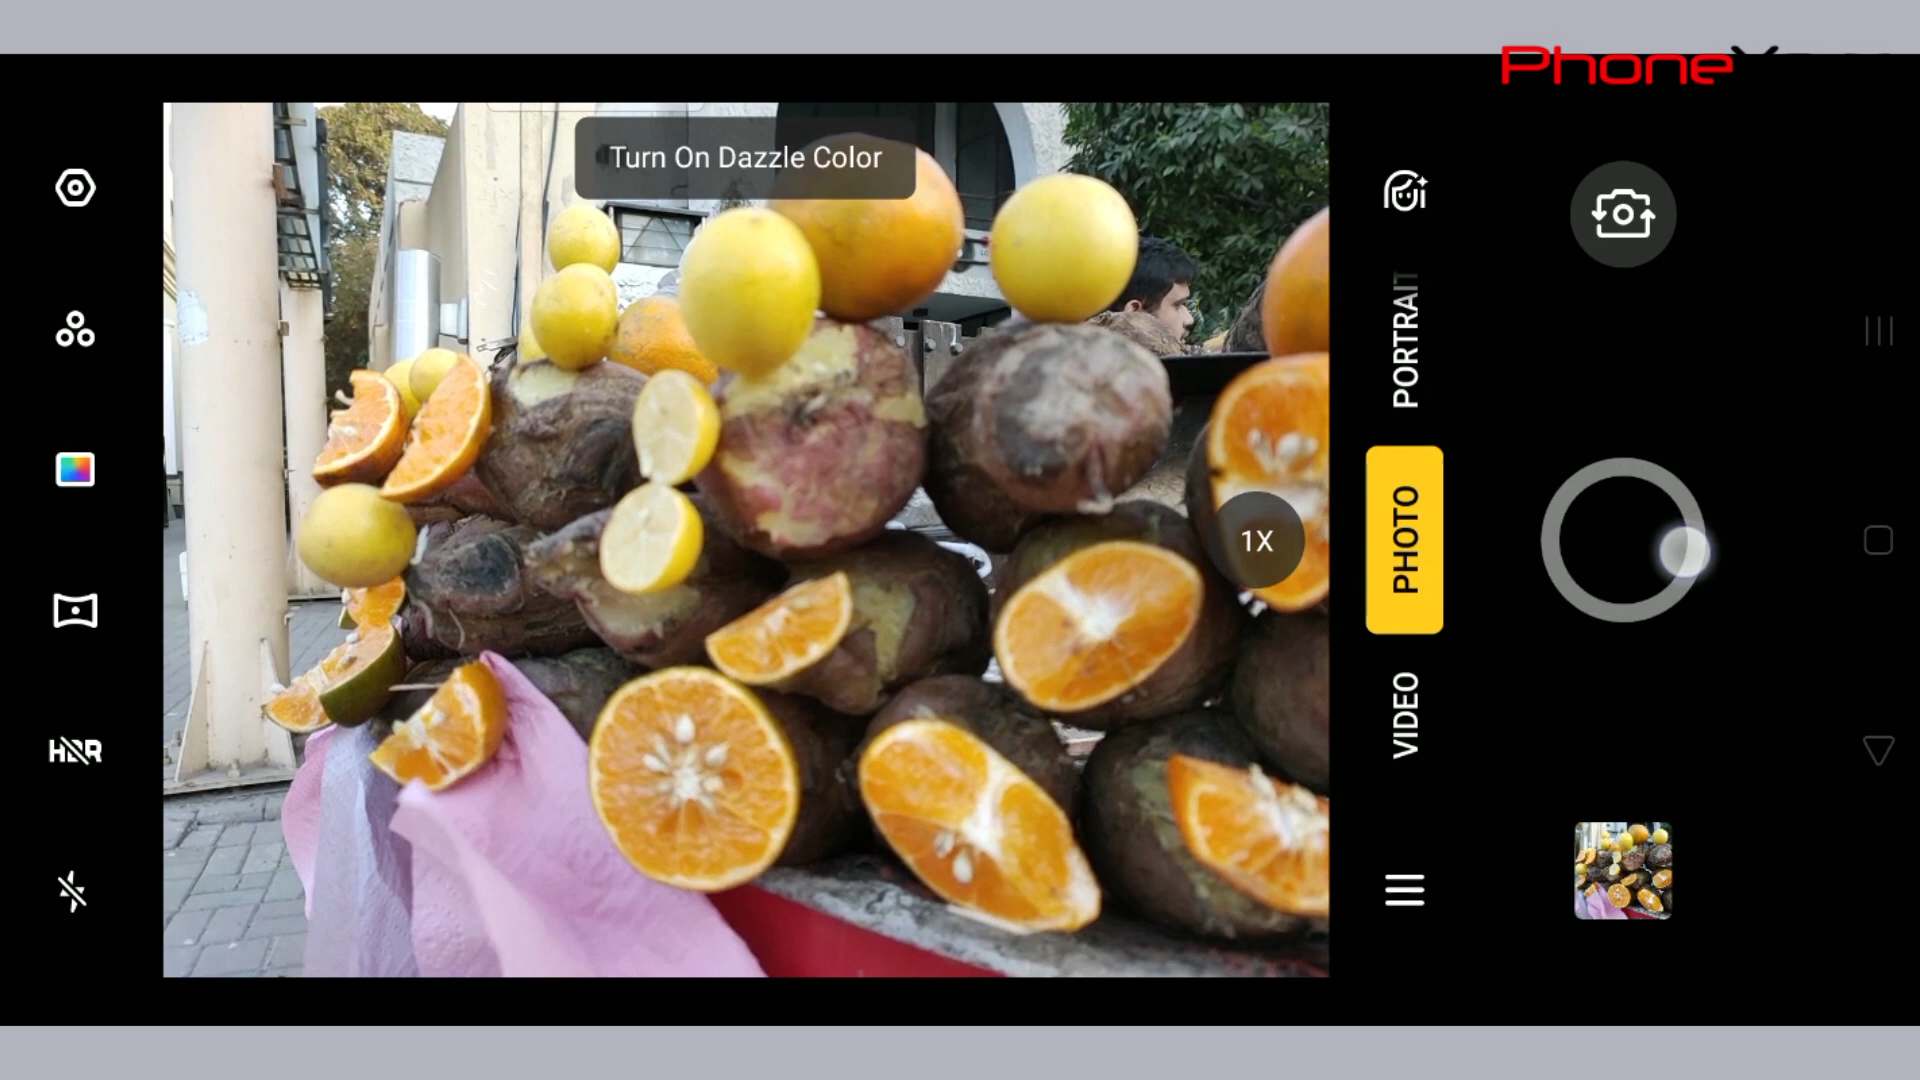 Phone
Turn On Dazzle Color
PORTRAIT
1X
PHOTO
VIDEO
HDR